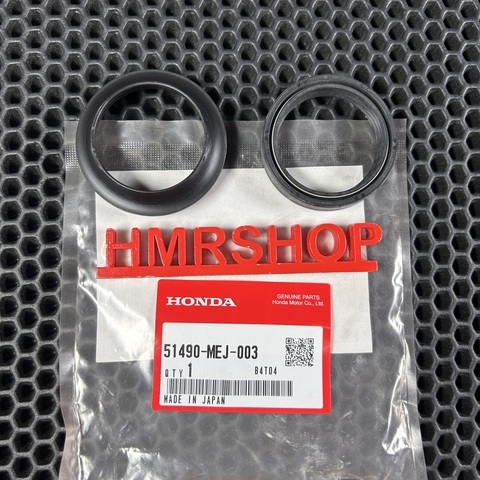 HMRSHOP
HONDA
GENUINE PARTS
Honda Motor Co., Ltd.
51490-MEJ-003
QTY 1
B4T04
MADE IN JAPAN